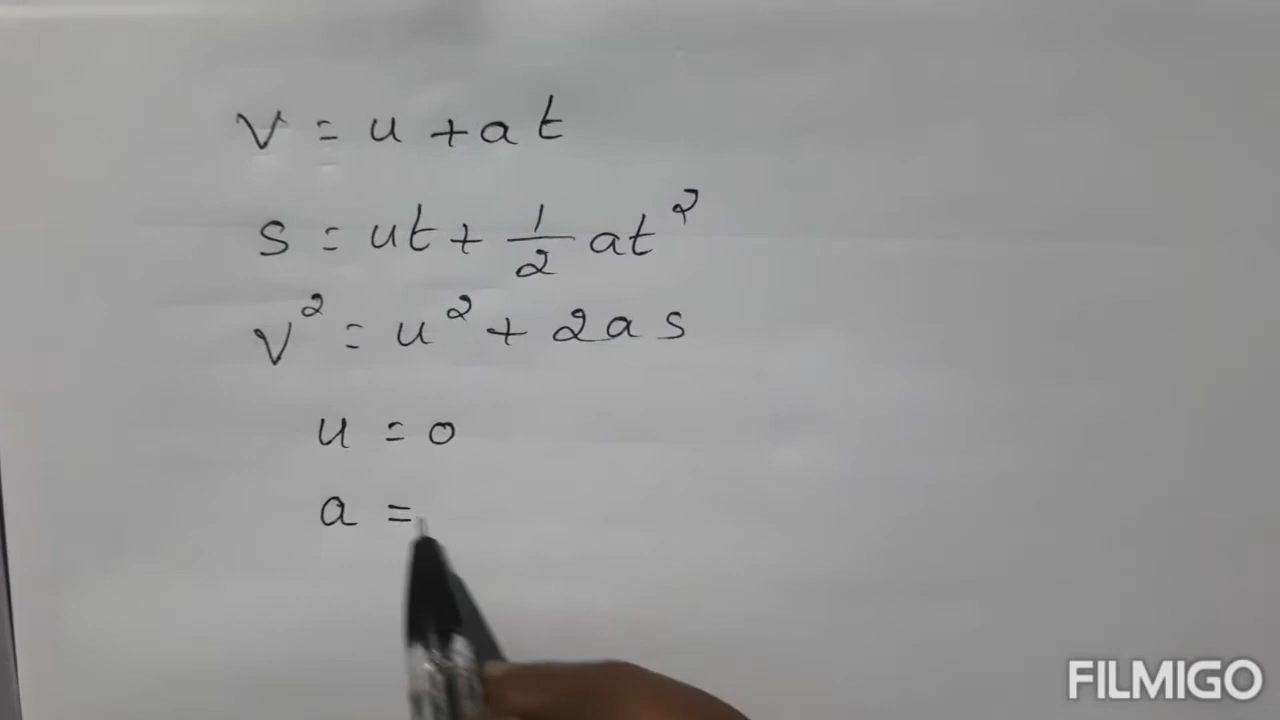 v = u + at
s = ut + 1/2 at²
v² = u² + 2as
u = 0
a =
FILMIGO